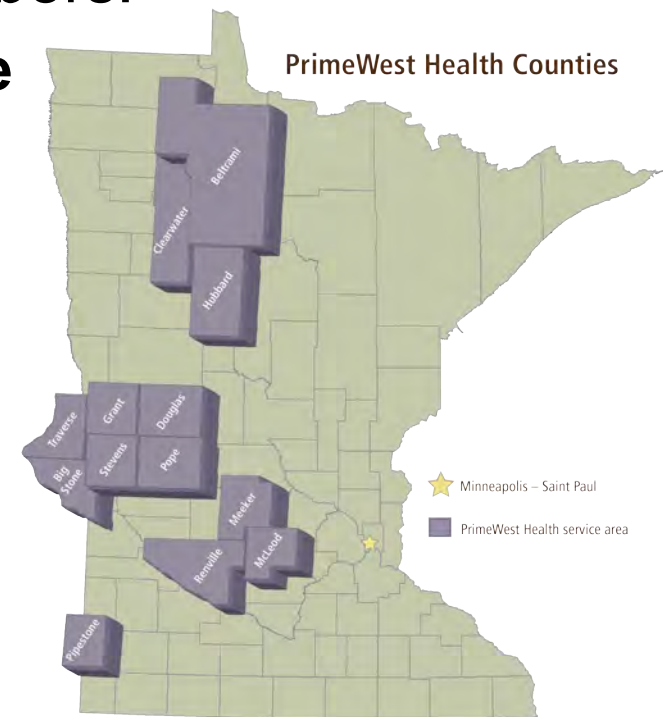 e
PrimeWest Health Counties
Beltrami
Clearwater
Hubbard
Traverse
Grant
Douglas
Big
Stone
Stevens
Pope
Meeker
McLeod
Renville
Pipestone
Minneapolis – Saint Paul
PrimeWest Health service area